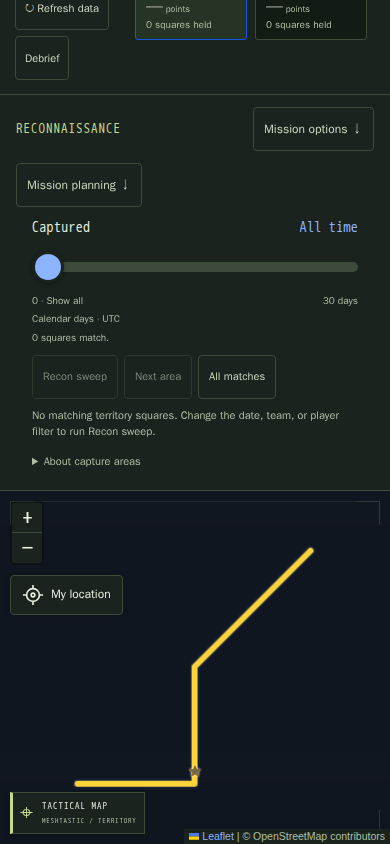 Refresh data
points
0 squares held
points
0 squares held
Debrief
RECONNAISSANCE
Mission options ↓
Mission planning ↓
Captured
All time
0 · Show all
30 days
Calendar days · UTC
0 squares match.
Recon sweep
Next area
All matches
No matching territory squares. Change the date, team, or player
filter to run Recon sweep.
▶ About capture areas
+
−
My location
TACTICAL MAP
MESHTASTIC / TERRITORY
Leaflet | © OpenStreetMap contributors